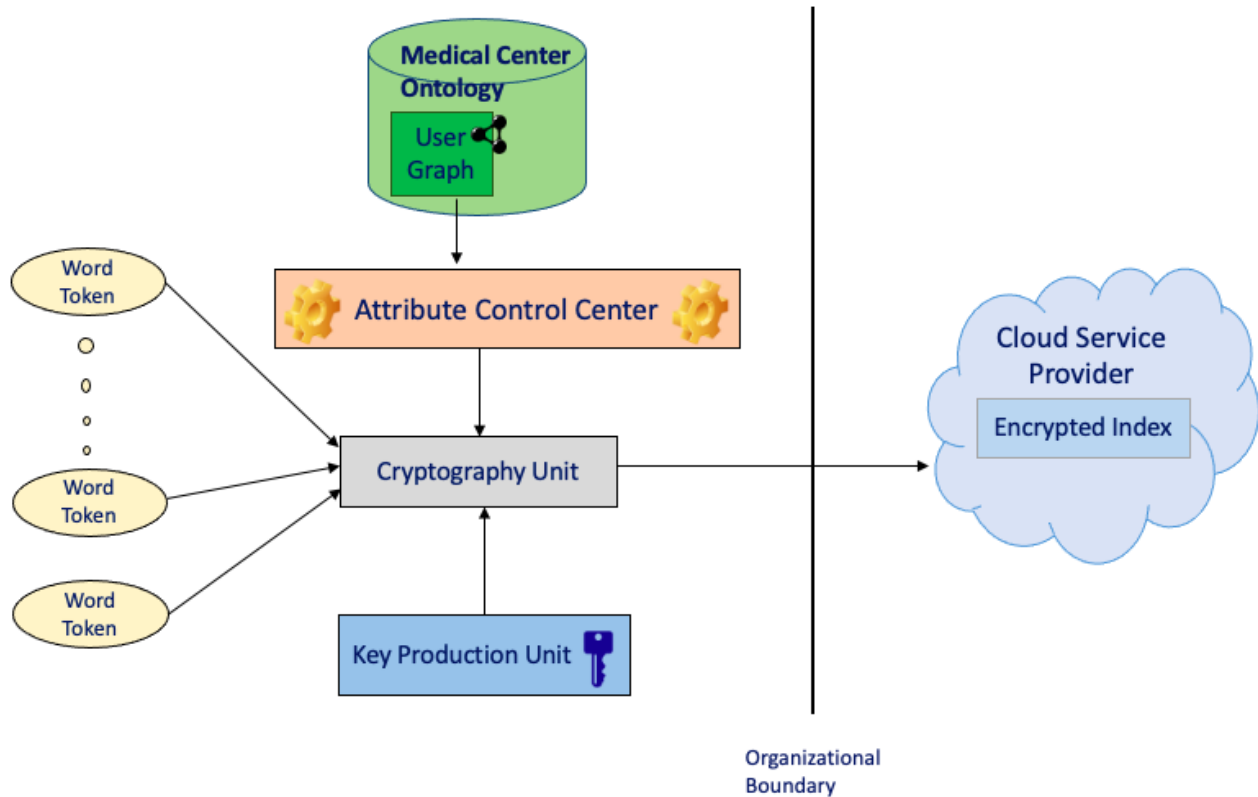 Medical Center
Ontology
User
Graph
Word
Token
Attribute Control Center
Cloud Service
Provider
Encrypted Index
Cryptography Unit
Word
Token
Word
Token
Key Production Unit
Organizational
Boundary